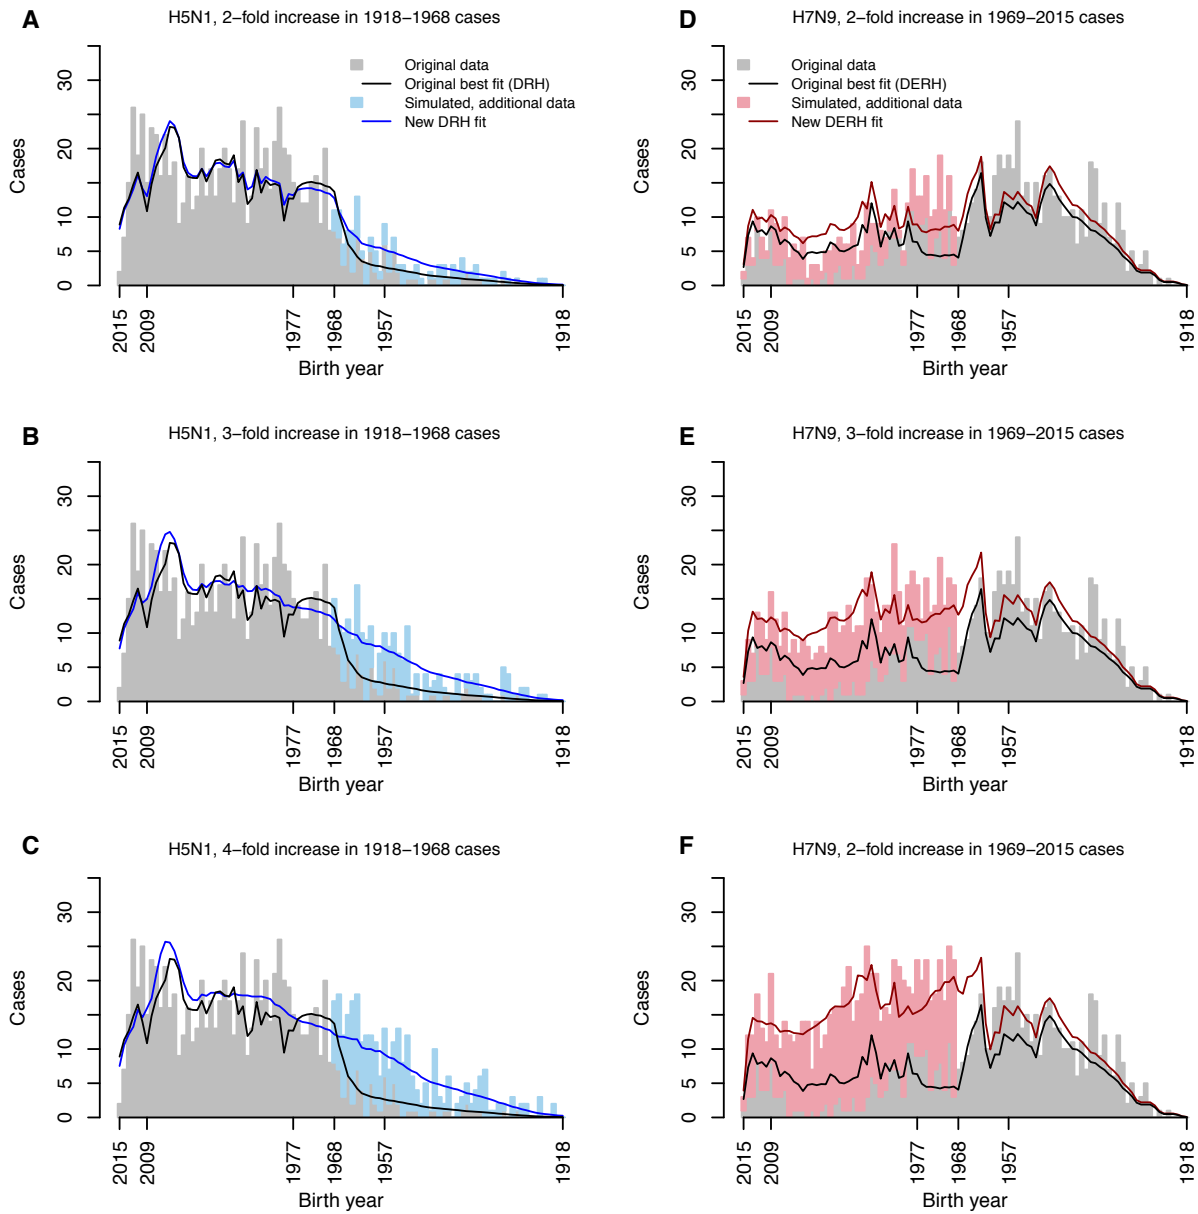 A
H5N1, 2−fold increase in 1918−1968 cases
Cases
0
5
10
20
30
Original data
Original best fit (DRH)
Simulated, additional data
New DRH fit
2015
2009
1977
1968
1957
1918
Birth year
D
H7N9, 2−fold increase in 1969−2015 cases
Cases
0
5
10
20
30
Original data
Original best fit (DERH)
Simulated, additional data
New DERH fit
2015
2009
1977
1968
1957
1918
Birth year
B
H5N1, 3−fold increase in 1918−1968 cases
Cases
0
5
10
20
30
2015
2009
1977
1968
1957
1918
Birth year
E
H7N9, 3−fold increase in 1969−2015 cases
Cases
0
5
10
20
30
2015
2009
1977
1968
1957
1918
Birth year
C
H5N1, 4−fold increase in 1918−1968 cases
Cases
0
5
10
20
30
2015
2009
1977
1968
1957
1918
Birth year
F
H7N9, 2−fold increase in 1969−2015 cases
Cases
0
5
10
20
30
2015
2009
1977
1968
1957
1918
Birth year